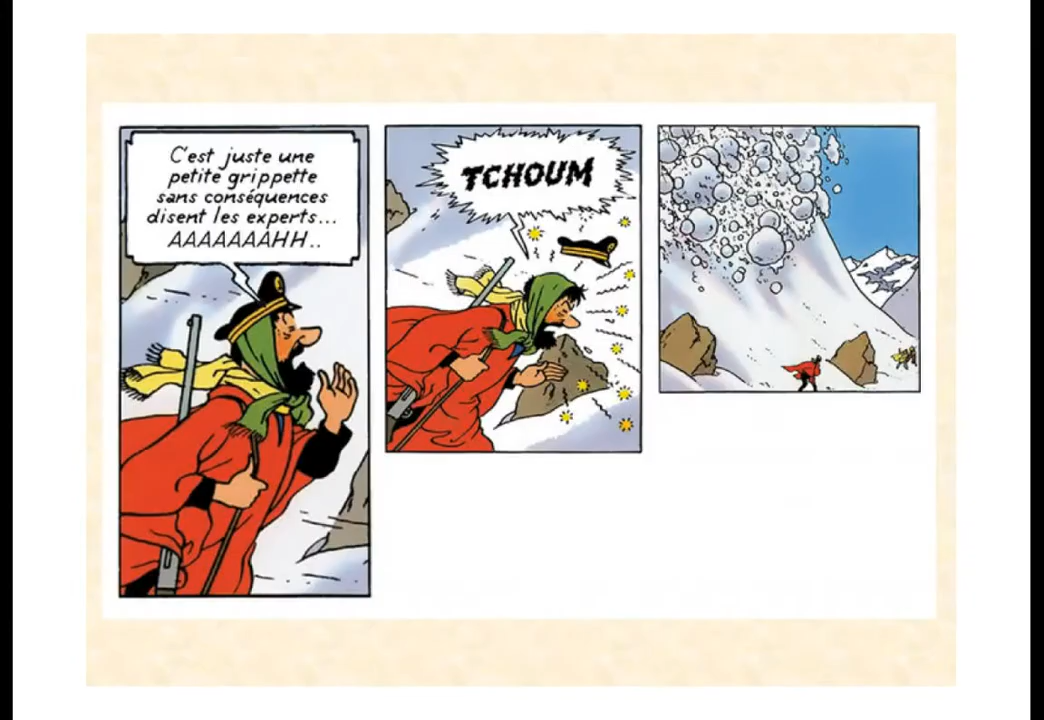 C'est juste une
petite grippette
sans conséquences
disent les experts...
AAAAAAAHH..
TCHOUM